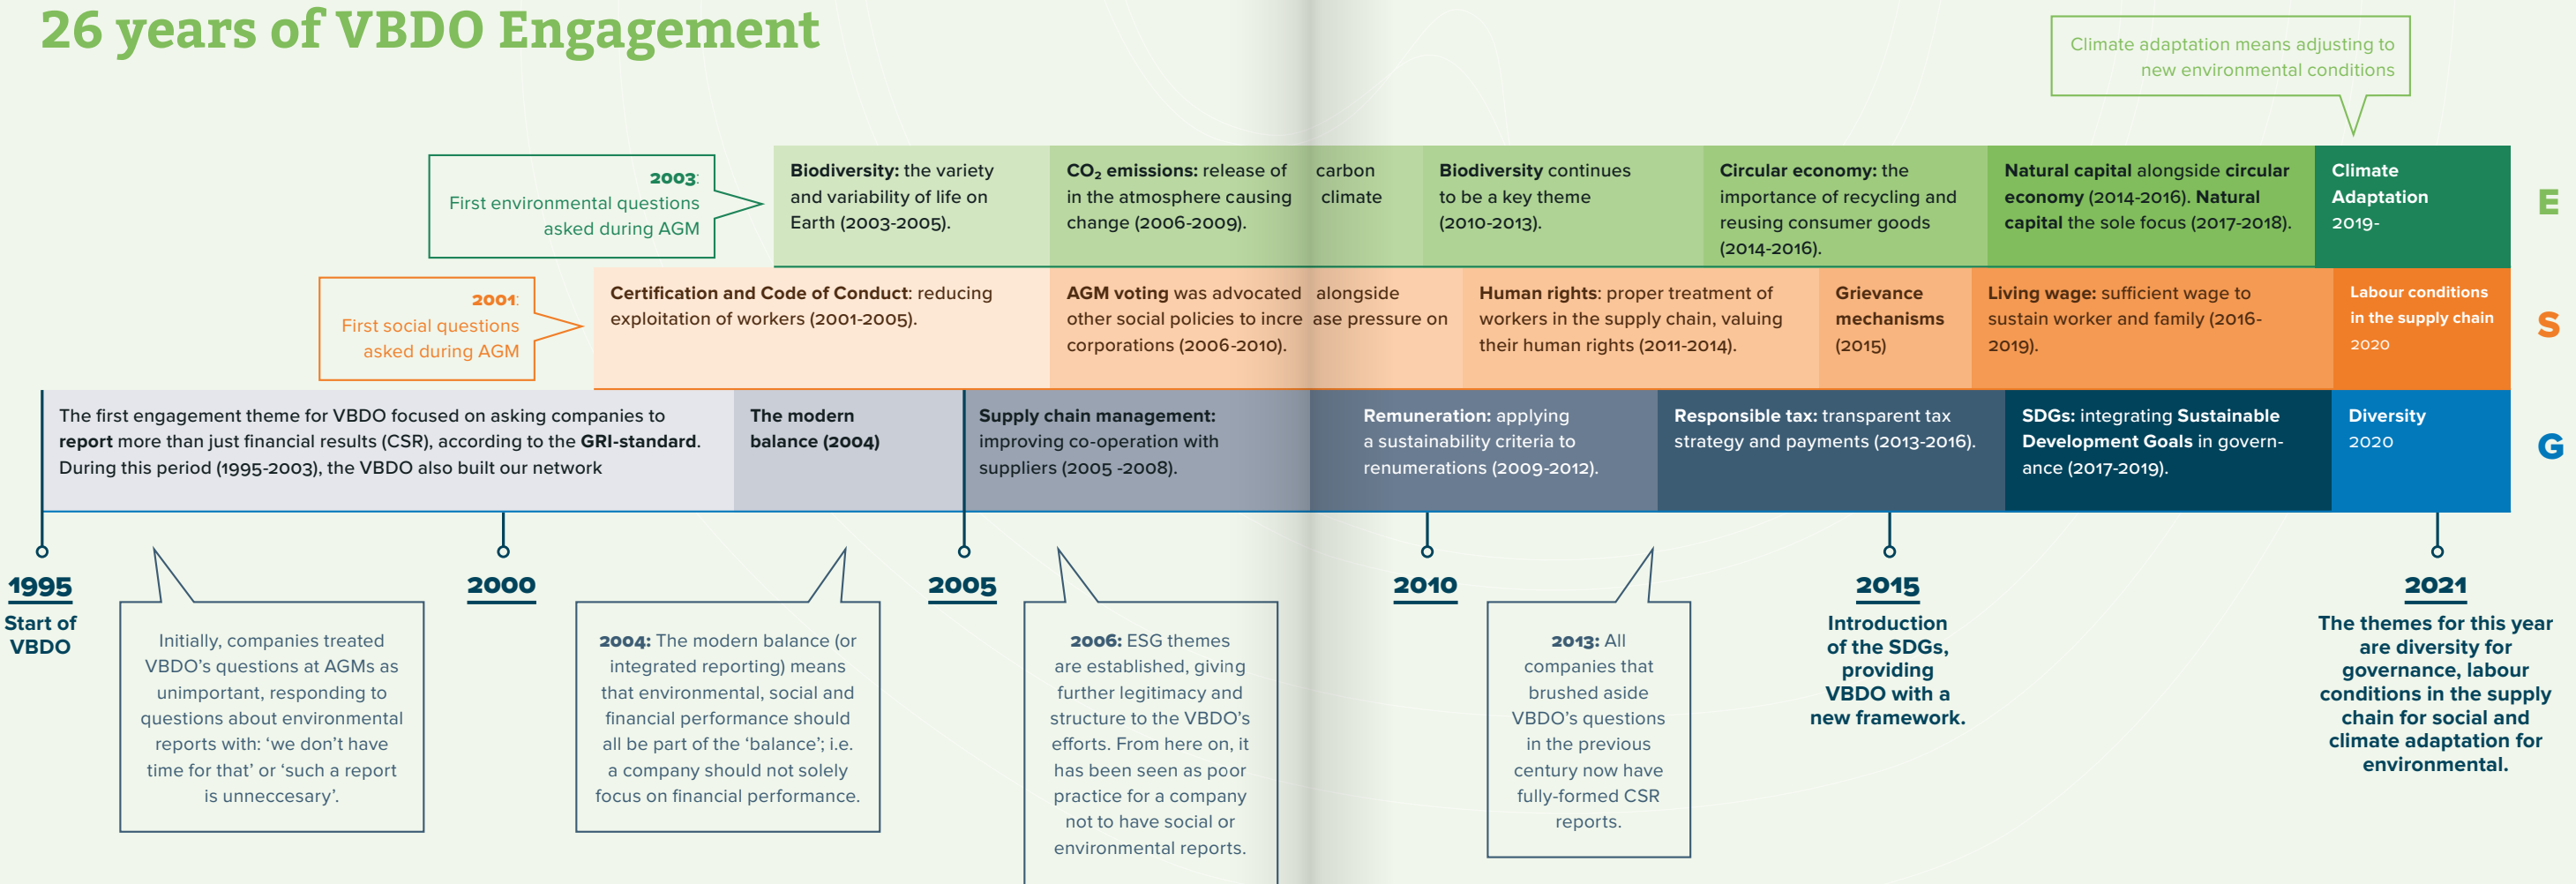 26 years of VBDO Engagement
Climate adaptation means adjusting to
new environmental conditions
2003:
First environmental questions
asked during AGM
Biodiversity: the variety
and variability of life on
Earth (2003-2005).
CO₂ emissions: release of carbon
in the atmosphere causing climate
change (2006-2009).
Biodiversity continues
to be a key theme
(2010-2013).
Circular economy: the
importance of recycling and
reusing consumer goods
(2014-2016).
Natural capital alongside circular
economy (2014-2016). Natural
capital the sole focus (2017-2018).
Climate
Adaptation
2019-
E
2001:
First social questions
asked during AGM
Certification and Code of Conduct: reducing
exploitation of workers (2001-2005).
AGM voting was advocated alongside
other social policies to incre ase pressure on
corporations (2006-2010).
Human rights: proper treatment of
workers in the supply chain, valuing
their human rights (2011-2014).
Grievance
mechanisms
(2015)
Living wage: sufficient wage to
sustain worker and family (2016-
2019).
Labour conditions
in the supply chain
2020
S
The first engagement theme for VBDO focused on asking companies to
report more than just financial results (CSR), according to the GRI-standard.
During this period (1995-2003), the VBDO also built our network
The modern
balance (2004)
Supply chain management:
improving co-operation with
suppliers (2005 -2008).
Remuneration: applying
a sustainability criteria to
renumerations (2009-2012).
Responsible tax: transparent tax
strategy and payments (2013-2016).
SDGs: integrating Sustainable
Development Goals in govern-
ance (2017-2019).
Diversity
2020
G
1995
Start of
VBDO
Initially, companies treated
VBDO's questions at AGMs as
unimportant, responding to
questions about environmental
reports with: 'we don't have
time for that' or 'such a report
is unneccesary'.
2000
2004: The modern balance (or
integrated reporting) means
that environmental, social and
financial performance should
all be part of the 'balance'; i.e.
a company should not solely
focus on financial performance.
2005
2006: ESG themes
are established, giving
further legitimacy and
structure to the VBDO's
efforts. From here on, it
has been seen as poor
practice for a company
not to have social or
environmental reports.
2010
2013: All
companies that
brushed aside
VBDO's questions
in the previous
century now have
fully-formed CSR
reports.
2015
Introduction
of the SDGs,
providing
VBDO with a
new framework.
2021
The themes for this year
are diversity for
governance, labour
conditions in the supply
chain for social and
climate adaptation for
environmental.